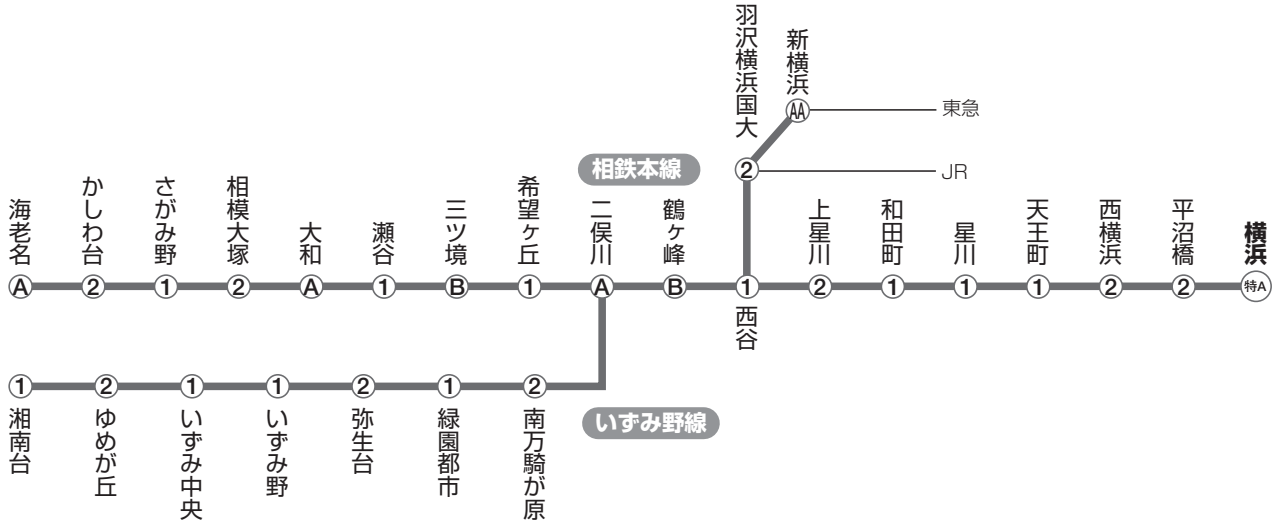 羽沢横浜国大
新横浜
AA
東急
2
JR
相鉄本線
海老名
かしわ台
さがみ野
相模大塚
大和
瀬谷
三ツ境
希望ヶ丘
二俣川
鶴ヶ峰
上星川
和田町
星川
天王町
西横浜
平沼橋
横浜
A 2 1 2 A 1 B 1 A B 1 2 1 1 1 2 2 特A
西谷
1 2 1 1 2 1 2
湘南台
ゆめが丘
いずみ中央
いずみ野
弥生台
緑園都市
南万騎が原
いずみ野線